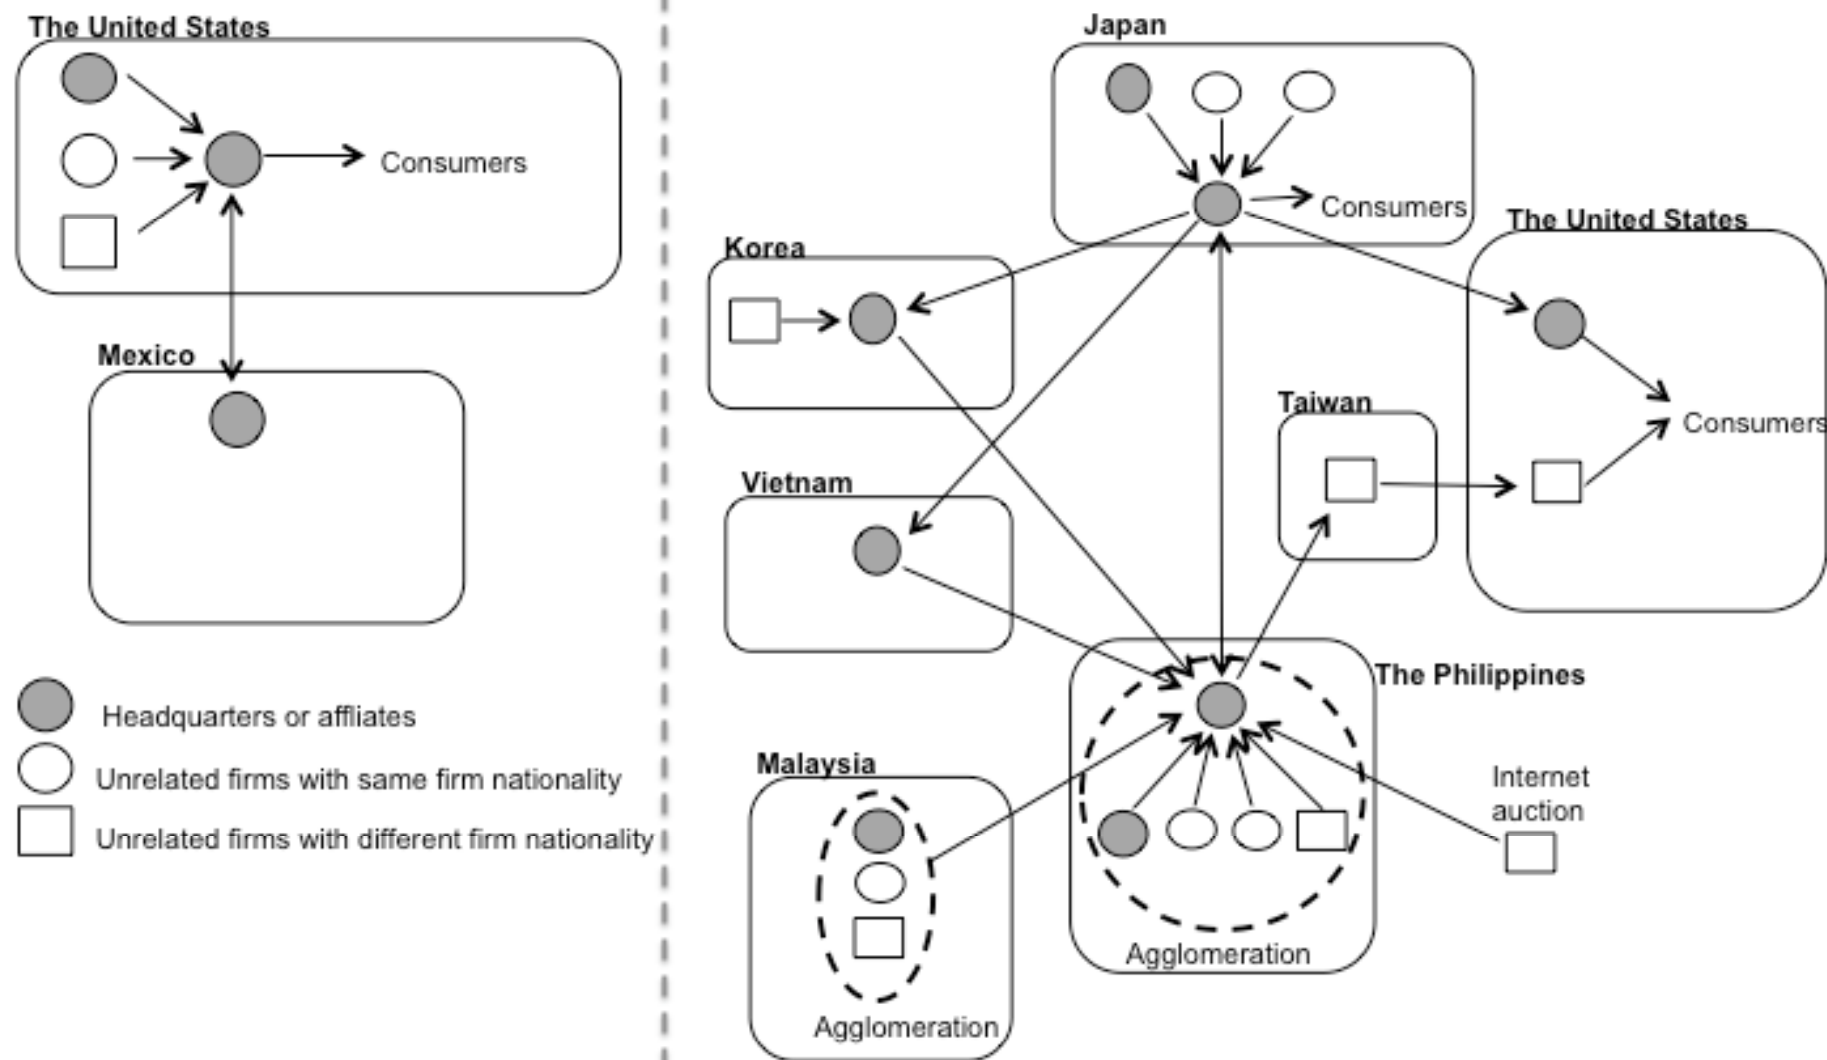 The United States
Consumers
Mexico
Headquarters or affliates
Unrelated firms with same firm nationality
Unrelated firms with different firm nationality
Japan
Consumers
Korea
The United States
Consumers
Taiwan
Vietnam
The Philippines
Agglomeration
Malaysia
Agglomeration
Internet
auction